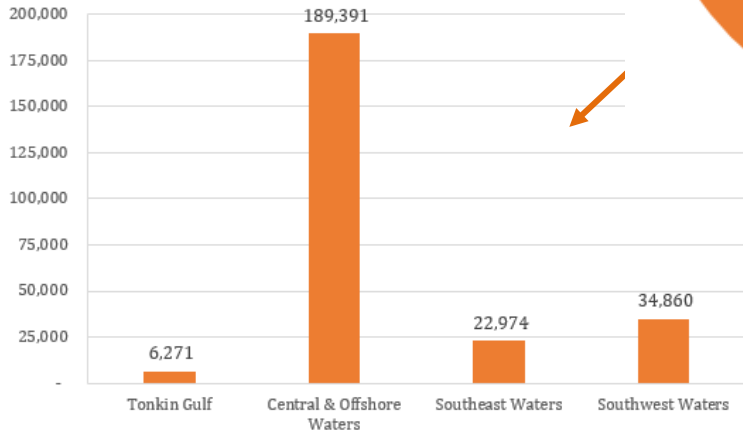 200,000
175,000
150,000
125,000
100,000
75,000
50,000
25,000
-
6,271
189,391
22,974
34,860
Tonkin Gulf
Central & Offshore
Waters
Southeast Waters
Southwest Waters